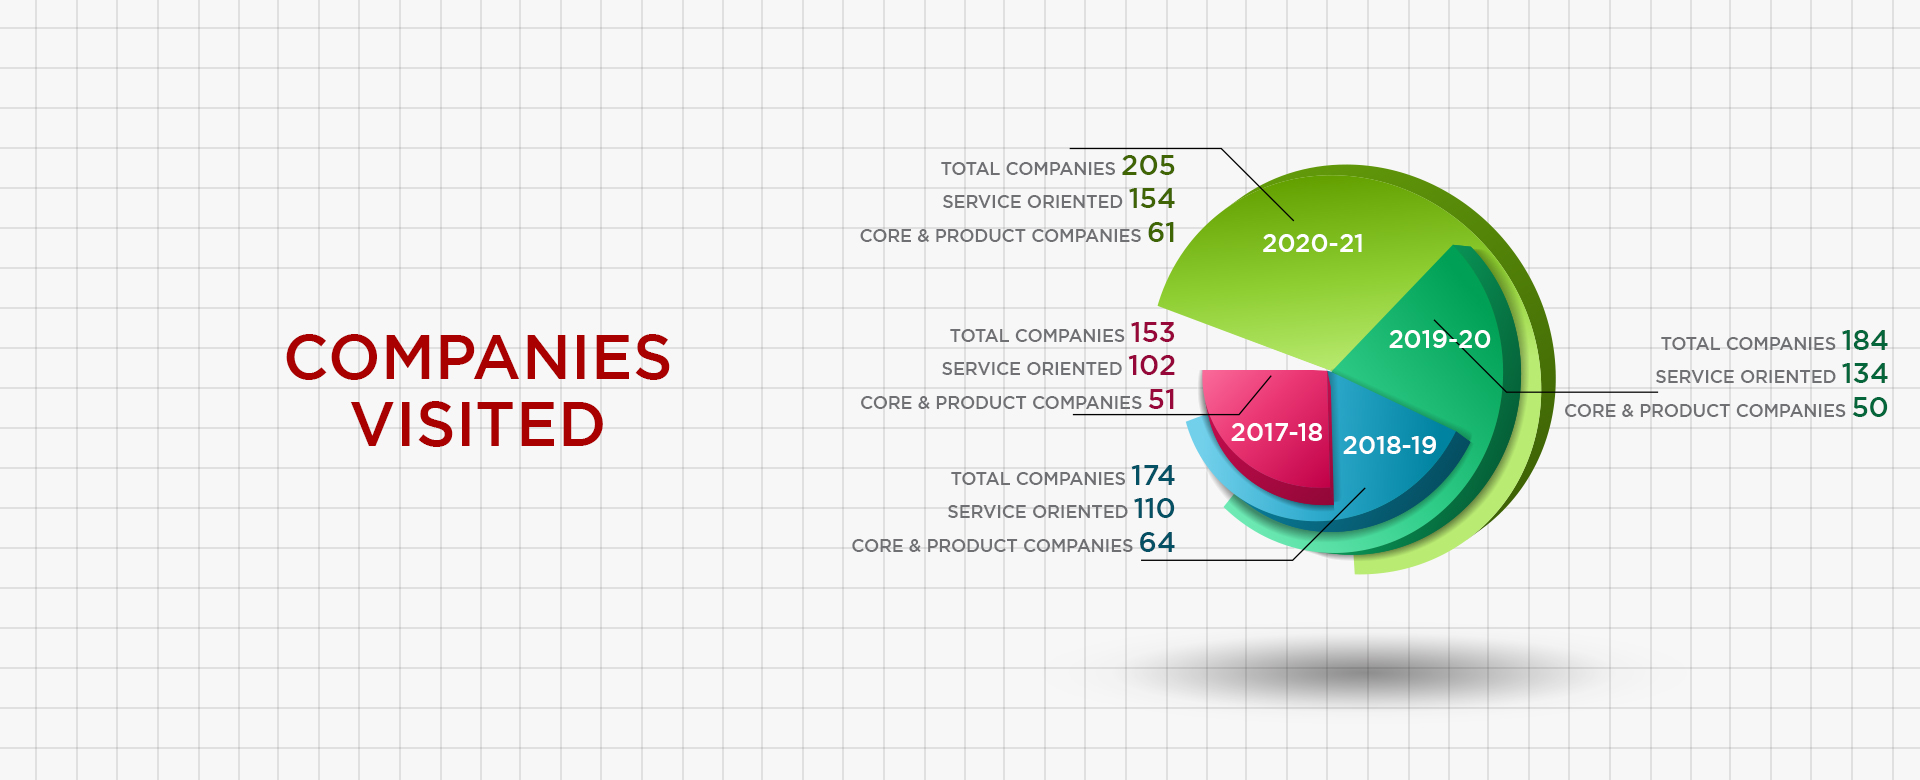 COMPANIES
VISITED
TOTAL COMPANIES 205
SERVICE ORIENTED 154
CORE & PRODUCT COMPANIES 61
2020-21
TOTAL COMPANIES 153
SERVICE ORIENTED 102
CORE & PRODUCT COMPANIES 51
2017-18
TOTAL COMPANIES 174
SERVICE ORIENTED 110
CORE & PRODUCT COMPANIES 64
2018-19
2019-20
TOTAL COMPANIES 184
SERVICE ORIENTED 134
CORE & PRODUCT COMPANIES 50